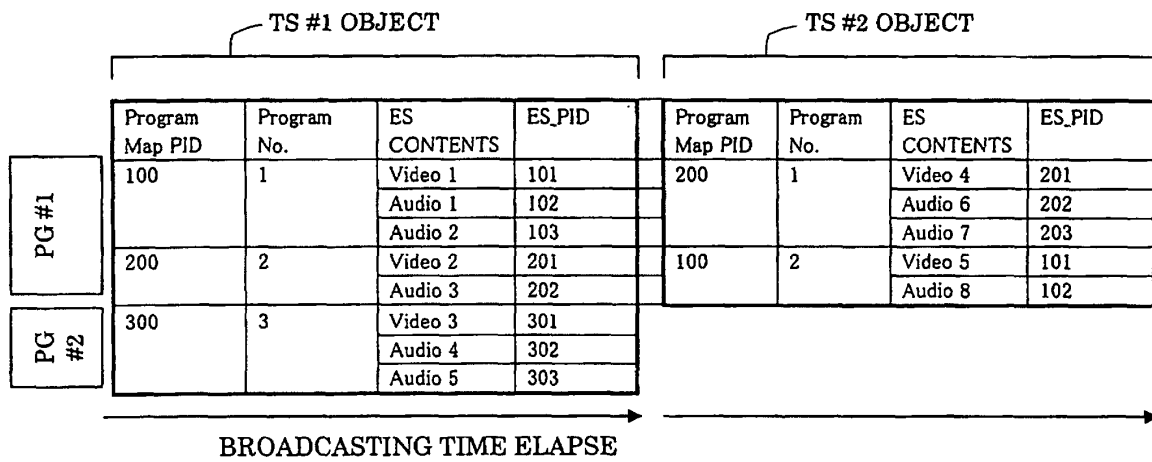 TS #1 OBJECT
TS #2 OBJECT
Program Map PID
Program No.
ES CONTENTS
ES_PID
Program Map PID
Program No.
ES CONTENTS
ES_PID
PG #1
100
1
Video 1
101
200
1
Video 4
201
Audio 1
102
Audio 6
202
Audio 2
103
Audio 7
203
200
2
Video 2
201
100
2
Video 5
101
Audio 3
202
Audio 8
102
PG #2
300
3
Video 3
301
Audio 4
302
Audio 5
303
BROADCASTING TIME ELAPSE